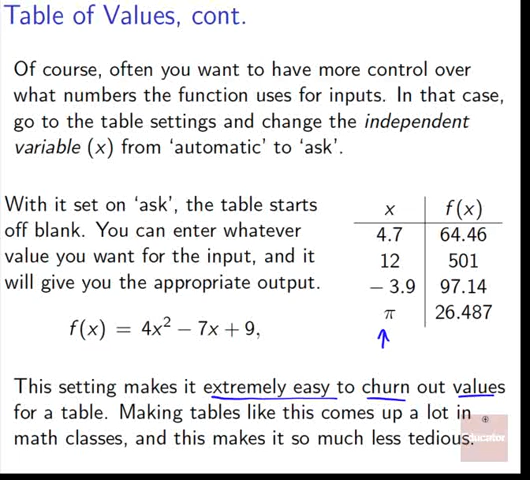 Table of Values, cont.
Of course, often you want to have more control over
what numbers the function uses for inputs. In that case,
go to the table settings and change the independent
variable (x) from ‘automatic’ to ‘ask’.
With it set on ‘ask’, the table starts
off blank. You can enter whatever
value you want for the input, and it
will give you the appropriate output.
f(x) = 4x² − 7x + 9,
x f(x)
4.7 64.46
12 501
− 3.9 97.14
π 26.487
This setting makes it extremely easy to churn out values
for a table. Making tables like this comes up a lot in
math classes, and this makes it so much less tedious.
Educator